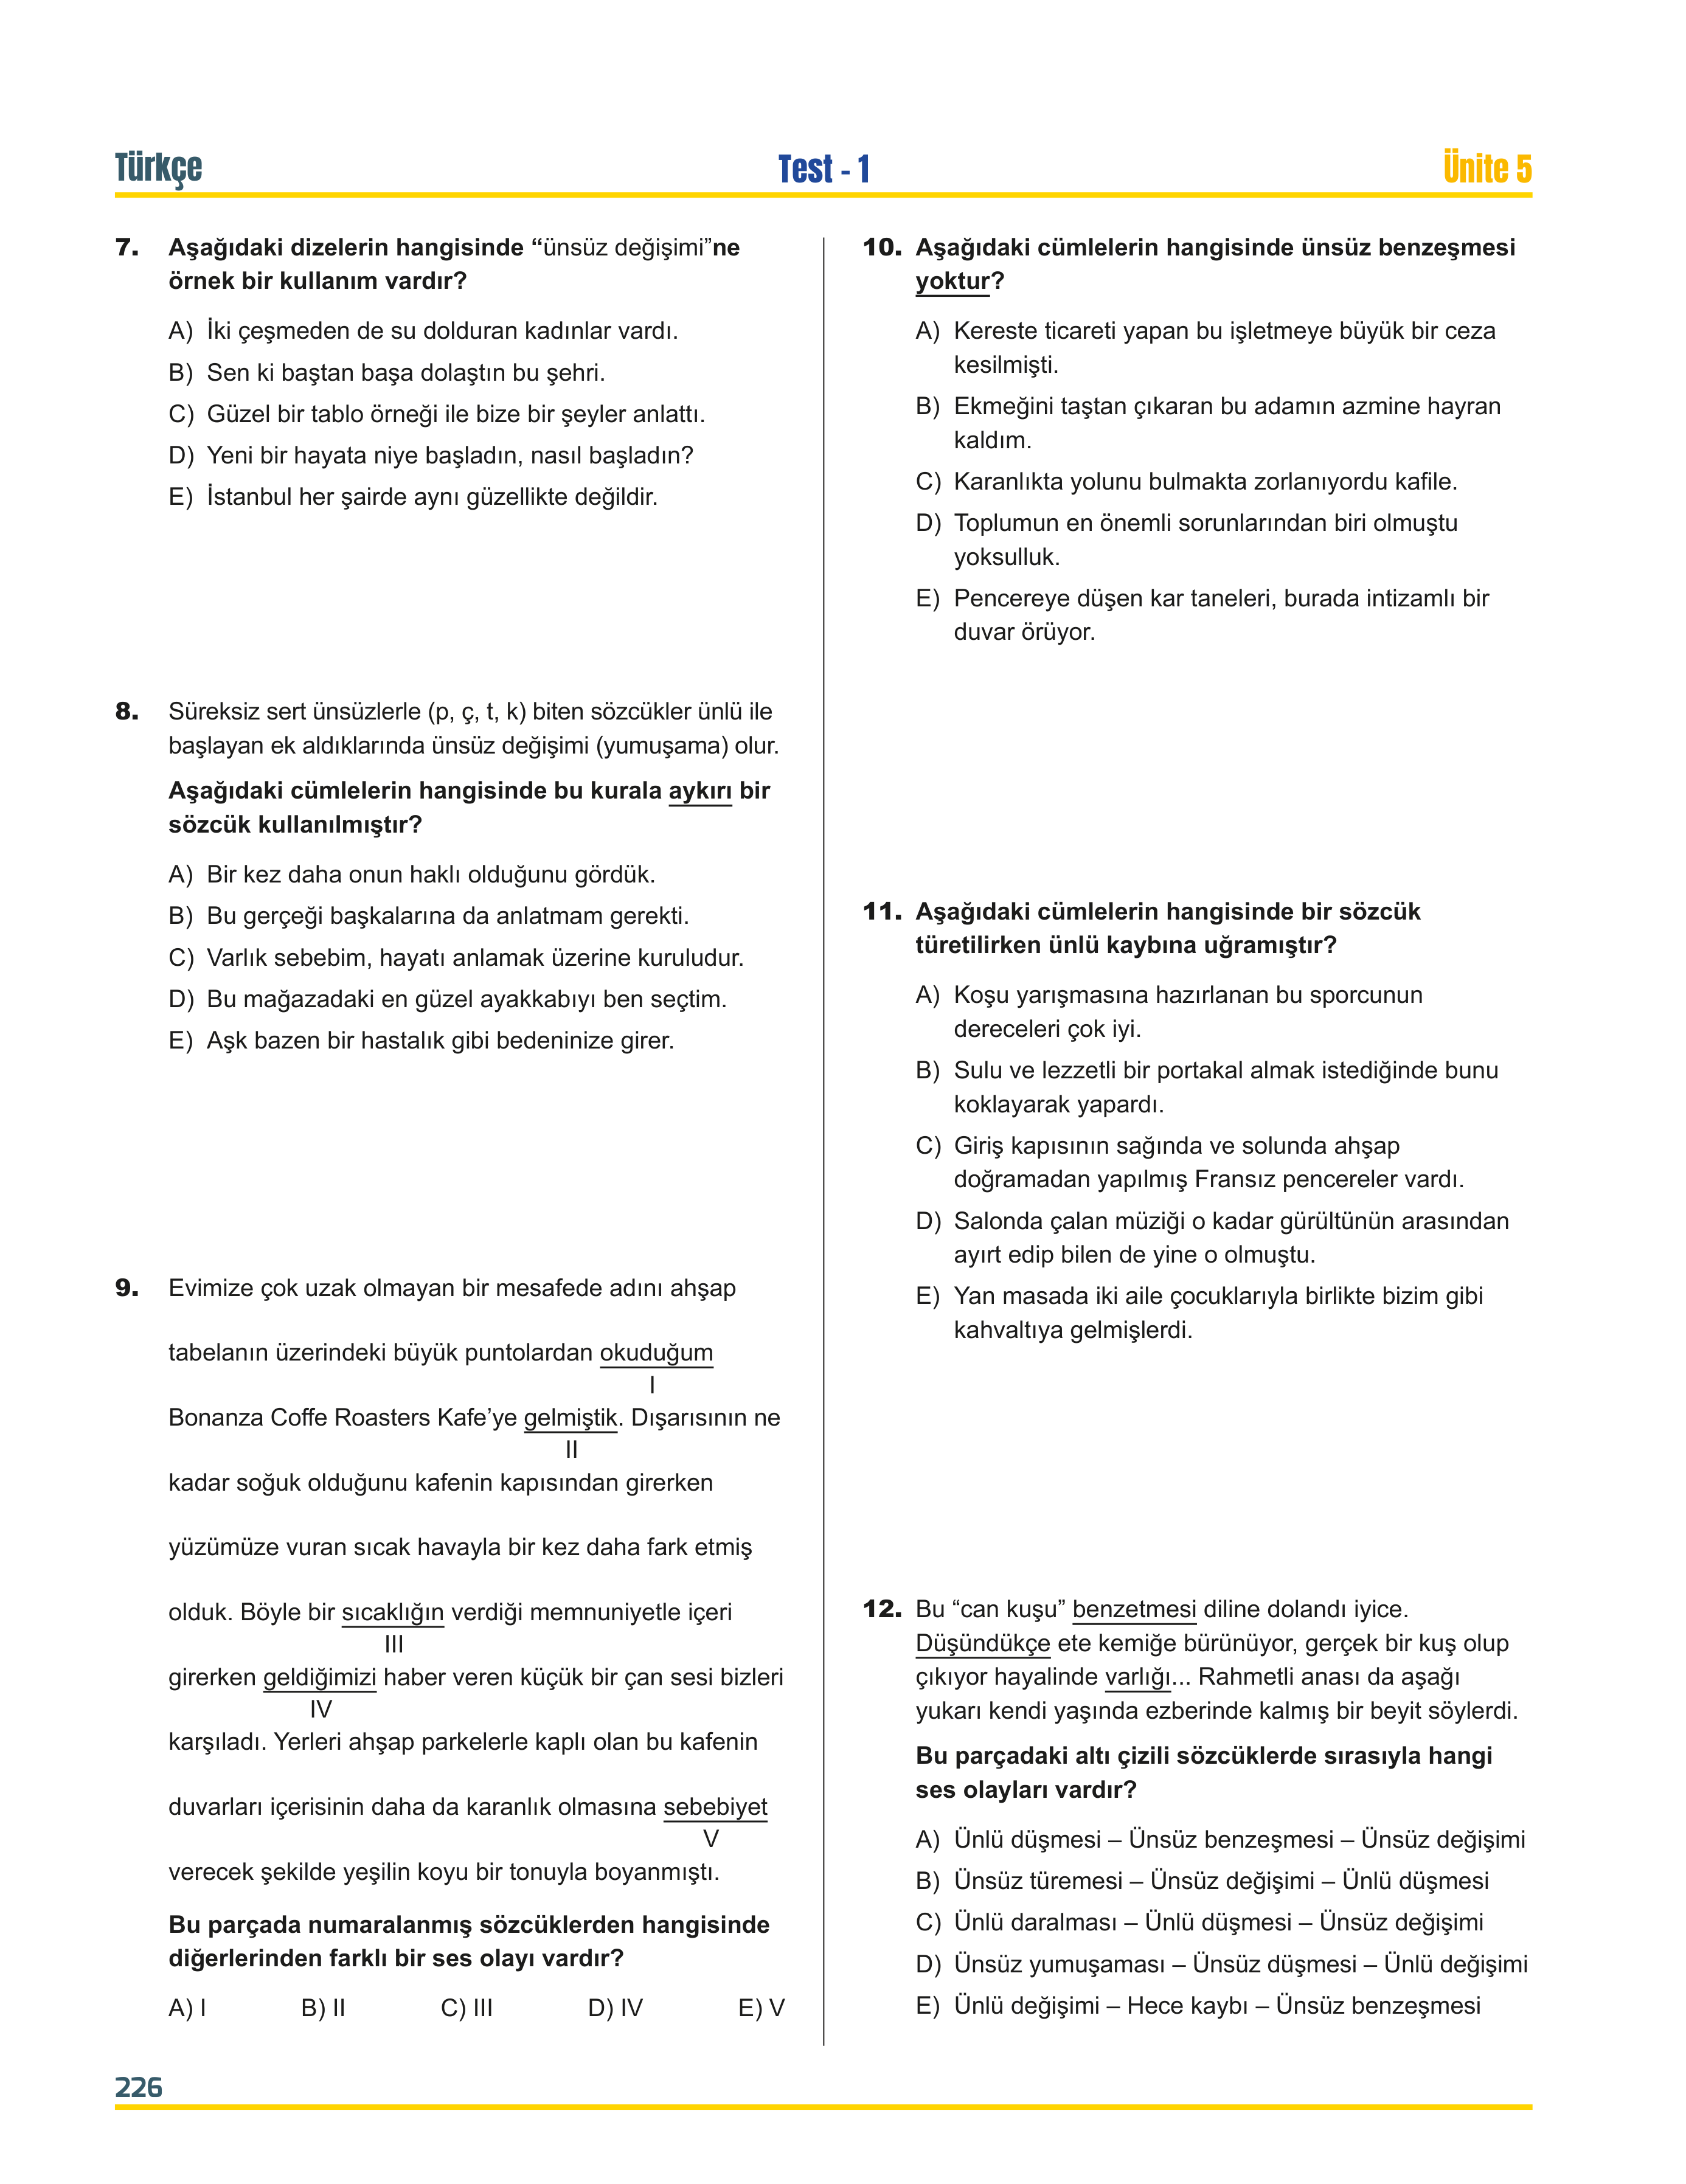 Türkçe
Test - 1
Ünite 5
7. Aşağıdaki dizelerin hangisinde “ünsüz değişimi”ne
örnek bir kullanım vardır?
A) İki çeşmeden de su dolduran kadınlar vardı.
B) Sen ki baştan başa dolaştın bu şehri.
C) Güzel bir tablo örneği ile bize bir şeyler anlattı.
D) Yeni bir hayata niye başladın, nasıl başladın?
E) İstanbul her şairde aynı güzellikte değildir.
8. Süreksiz sert ünsüzlerle (p, ç, t, k) biten sözcükler ünlü ile
başlayan ek aldıklarında ünsüz değişimi (yumuşama) olur.
Aşağıdaki cümlelerin hangisinde bu kurala aykırı bir
sözcük kullanılmıştır?
A) Bir kez daha onun haklı olduğunu gördük.
B) Bu gerçeği başkalarına da anlatmam gerekti.
C) Varlık sebebim, hayatı anlamak üzerine kuruludur.
D) Bu mağazadaki en güzel ayakkabıyı ben seçtim.
E) Aşk bazen bir hastalık gibi bedeninize girer.
9. Evimize çok uzak olmayan bir mesafede adını ahşap
tabelanın üzerindeki büyük puntolardan okuduğum
I
Bonanza Coffe Roasters Kafe’ye gelmiştik. Dışarısının ne
II
kadar soğuk olduğunu kafenin kapısından girerken
yüzümüze vuran sıcak havayla bir kez daha fark etmiş
olduk. Böyle bir sıcaklığın verdiği memnuniyetle içeri
III
girerken geldiğimizi haber veren küçük bir çan sesi bizleri
IV
karşıladı. Yerleri ahşap parkelerle kaplı olan bu kafenin
duvarları içerisinin daha da karanlık olmasına sebebiyet
V
verecek şekilde yeşilin koyu bir tonuyla boyanmıştı.
Bu parçada numaralanmış sözcüklerden hangisinde
diğerlerinden farklı bir ses olayı vardır?
A) I B) II C) III D) IV E) V
10. Aşağıdaki cümlelerin hangisinde ünsüz benzeşmesi
yoktur?
A) Kereste ticareti yapan bu işletmeye büyük bir ceza
kesilmişti.
B) Ekmeğini taştan çıkaran bu adamın azmine hayran
kaldım.
C) Karanlıkta yolunu bulmakta zorlanıyordu kafile.
D) Toplumun en önemli sorunlarından biri olmuştu
yoksulluk.
E) Pencereye düşen kar taneleri, burada intizamlı bir
duvar örüyor.
11. Aşağıdaki cümlelerin hangisinde bir sözcük
türetilirken ünlü kaybına uğramıştır?
A) Koşu yarışmasına hazırlanan bu sporcunun
dereceleri çok iyi.
B) Sulu ve lezzetli bir portakal almak istediğinde bunu
koklayarak yapardı.
C) Giriş kapısının sağında ve solunda ahşap
doğramadan yapılmış Fransız pencereler vardı.
D) Salonda çalan müziği o kadar gürültünün arasından
ayırt edip bilen de yine o olmuştu.
E) Yan masada iki aile çocuklarıyla birlikte bizim gibi
kahvaltıya gelmişlerdi.
12. Bu “can kuşu” benzetmesi diline dolandı iyice.
Düşündükçe ete kemiğe bürünüyor, gerçek bir kuş olup
çıkıyor hayalinde varlığı... Rahmetli anası da aşağı
yukarı kendi yaşında ezberinde kalmış bir beyit söylerdi.
Bu parçadaki altı çizili sözcüklerde sırasıyla hangi
ses olayları vardır?
A) Ünlü düşmesi – Ünsüz benzeşmesi – Ünsüz değişimi
B) Ünsüz türemesi – Ünsüz değişimi – Ünlü düşmesi
C) Ünlü daralması – Ünlü düşmesi – Ünsüz değişimi
D) Ünsüz yumuşaması – Ünsüz düşmesi – Ünlü değişimi
E) Ünlü değişimi – Hece kaybı – Ünsüz benzeşmesi
226